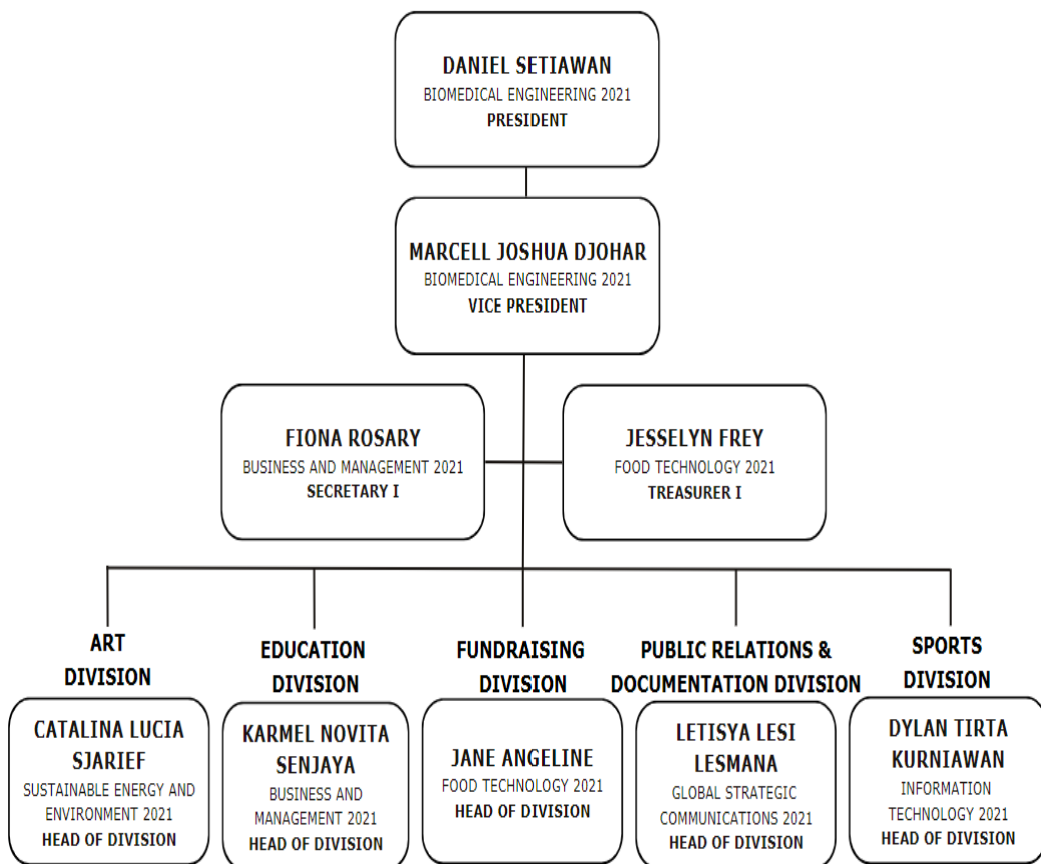 DANIEL SETIAWAN
BIOMEDICAL ENGINEERING 2021
PRESIDENT
MARCELL JOSHUA DJOHAR
BIOMEDICAL ENGINEERING 2021
VICE PRESIDENT
FIONA ROSARY
BUSINESS AND MANAGEMENT 2021
SECRETARY I
JESSELYN FREY
FOOD TECHNOLOGY 2021
TREASURER I
ART
DIVISION
CATALINA LUCIA
SJARIEF
SUSTAINABLE ENERGY AND
ENVIRONMENT 2021
HEAD OF DIVISION
EDUCATION
DIVISION
KARMEL NOVITA
SENJAYA
BUSINESS AND
MANAGEMENT 2021
HEAD OF DIVISION
FUNDRAISING
DIVISION
JANE ANGELINE
FOOD TECHNOLOGY 2021
HEAD OF DIVISION
PUBLIC RELATIONS &
DOCUMENTATION DIVISION
LETISYA LESI
LESMANA
GLOBAL STRATEGIC
COMMUNICATIONS 2021
HEAD OF DIVISION
SPORTS
DIVISION
DYLAN TIRTA
KURNIAWAN
INFORMATION
TECHNOLOGY 2021
HEAD OF DIVISION